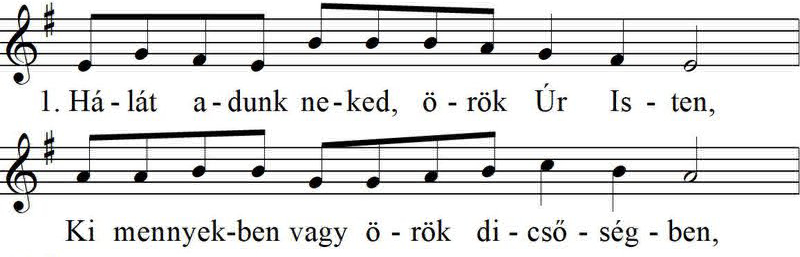 1. Há - lát a - dunk ne - ked, ö - rök Úr Is - ten,
Ki mennyek-ben vagy ö - rök di - cső - ség - ben,